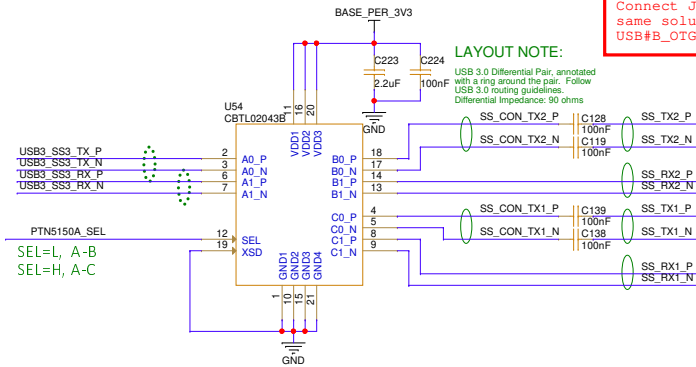 Connect J
same solu
USB#B_OTG
BASE_PER_3V3
LAYOUT NOTE:
USB 3.0 Differential Pair, annotated
with a ring around the pair. Follow
USB 3.0 routing guidelines.
Differential Impedance: 90 ohms
C223
2.2uF
C224
100nF
GND
U54
CBTL02043B
11
16
20
VDD1
VDD2
VDD3
USB3_SS3_TX_P
2
A0_P
USB3_SS3_TX_N
3
A0_N
USB3_SS3_RX_P
6
A1_P
USB3_SS3_RX_N
7
A1_N
PTN5150A_SEL
12
SEL
19
XSD
SEL=L, A-B
SEL=H, A-C
B0_P
18
B0_N
17
B1_P
14
B1_N
13
C0_P
4
C0_N
5
C1_P
8
C1_N
9
SS_CON_TX2_P
C128
100nF
SS_TX2_P
SS_CON_TX2_N
C119
100nF
SS_TX2_N
SS_RX2_P
SS_RX2_N
SS_CON_TX1_P
C139
100nF
SS_TX1_P
SS_CON_TX1_N
C138
100nF
SS_TX1_N
SS_RX1_P
SS_RX1_N
GND1
GND2
GND3
GND4
1
10
15
21
GND